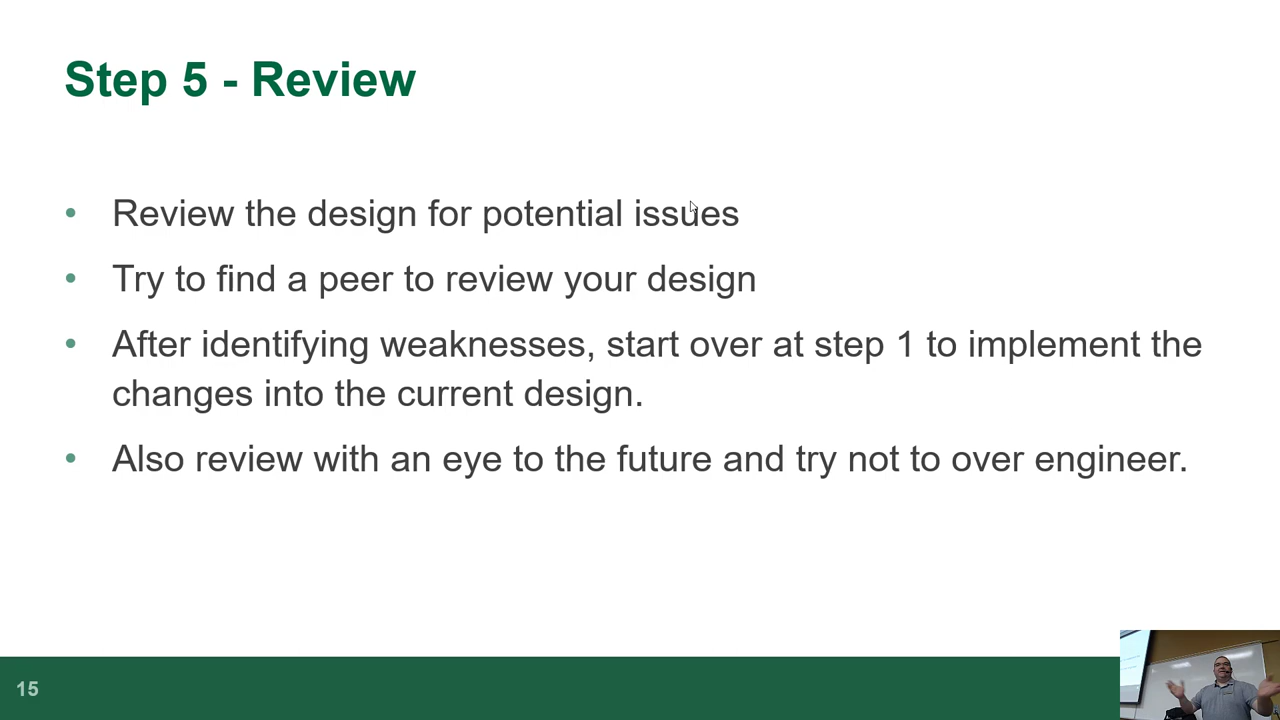 Step 5 - Review
• Review the design for potential issues
• Try to find a peer to review your design
• After identifying weaknesses, start over at step 1 to implement the
changes into the current design.
• Also review with an eye to the future and try not to over engineer.
15